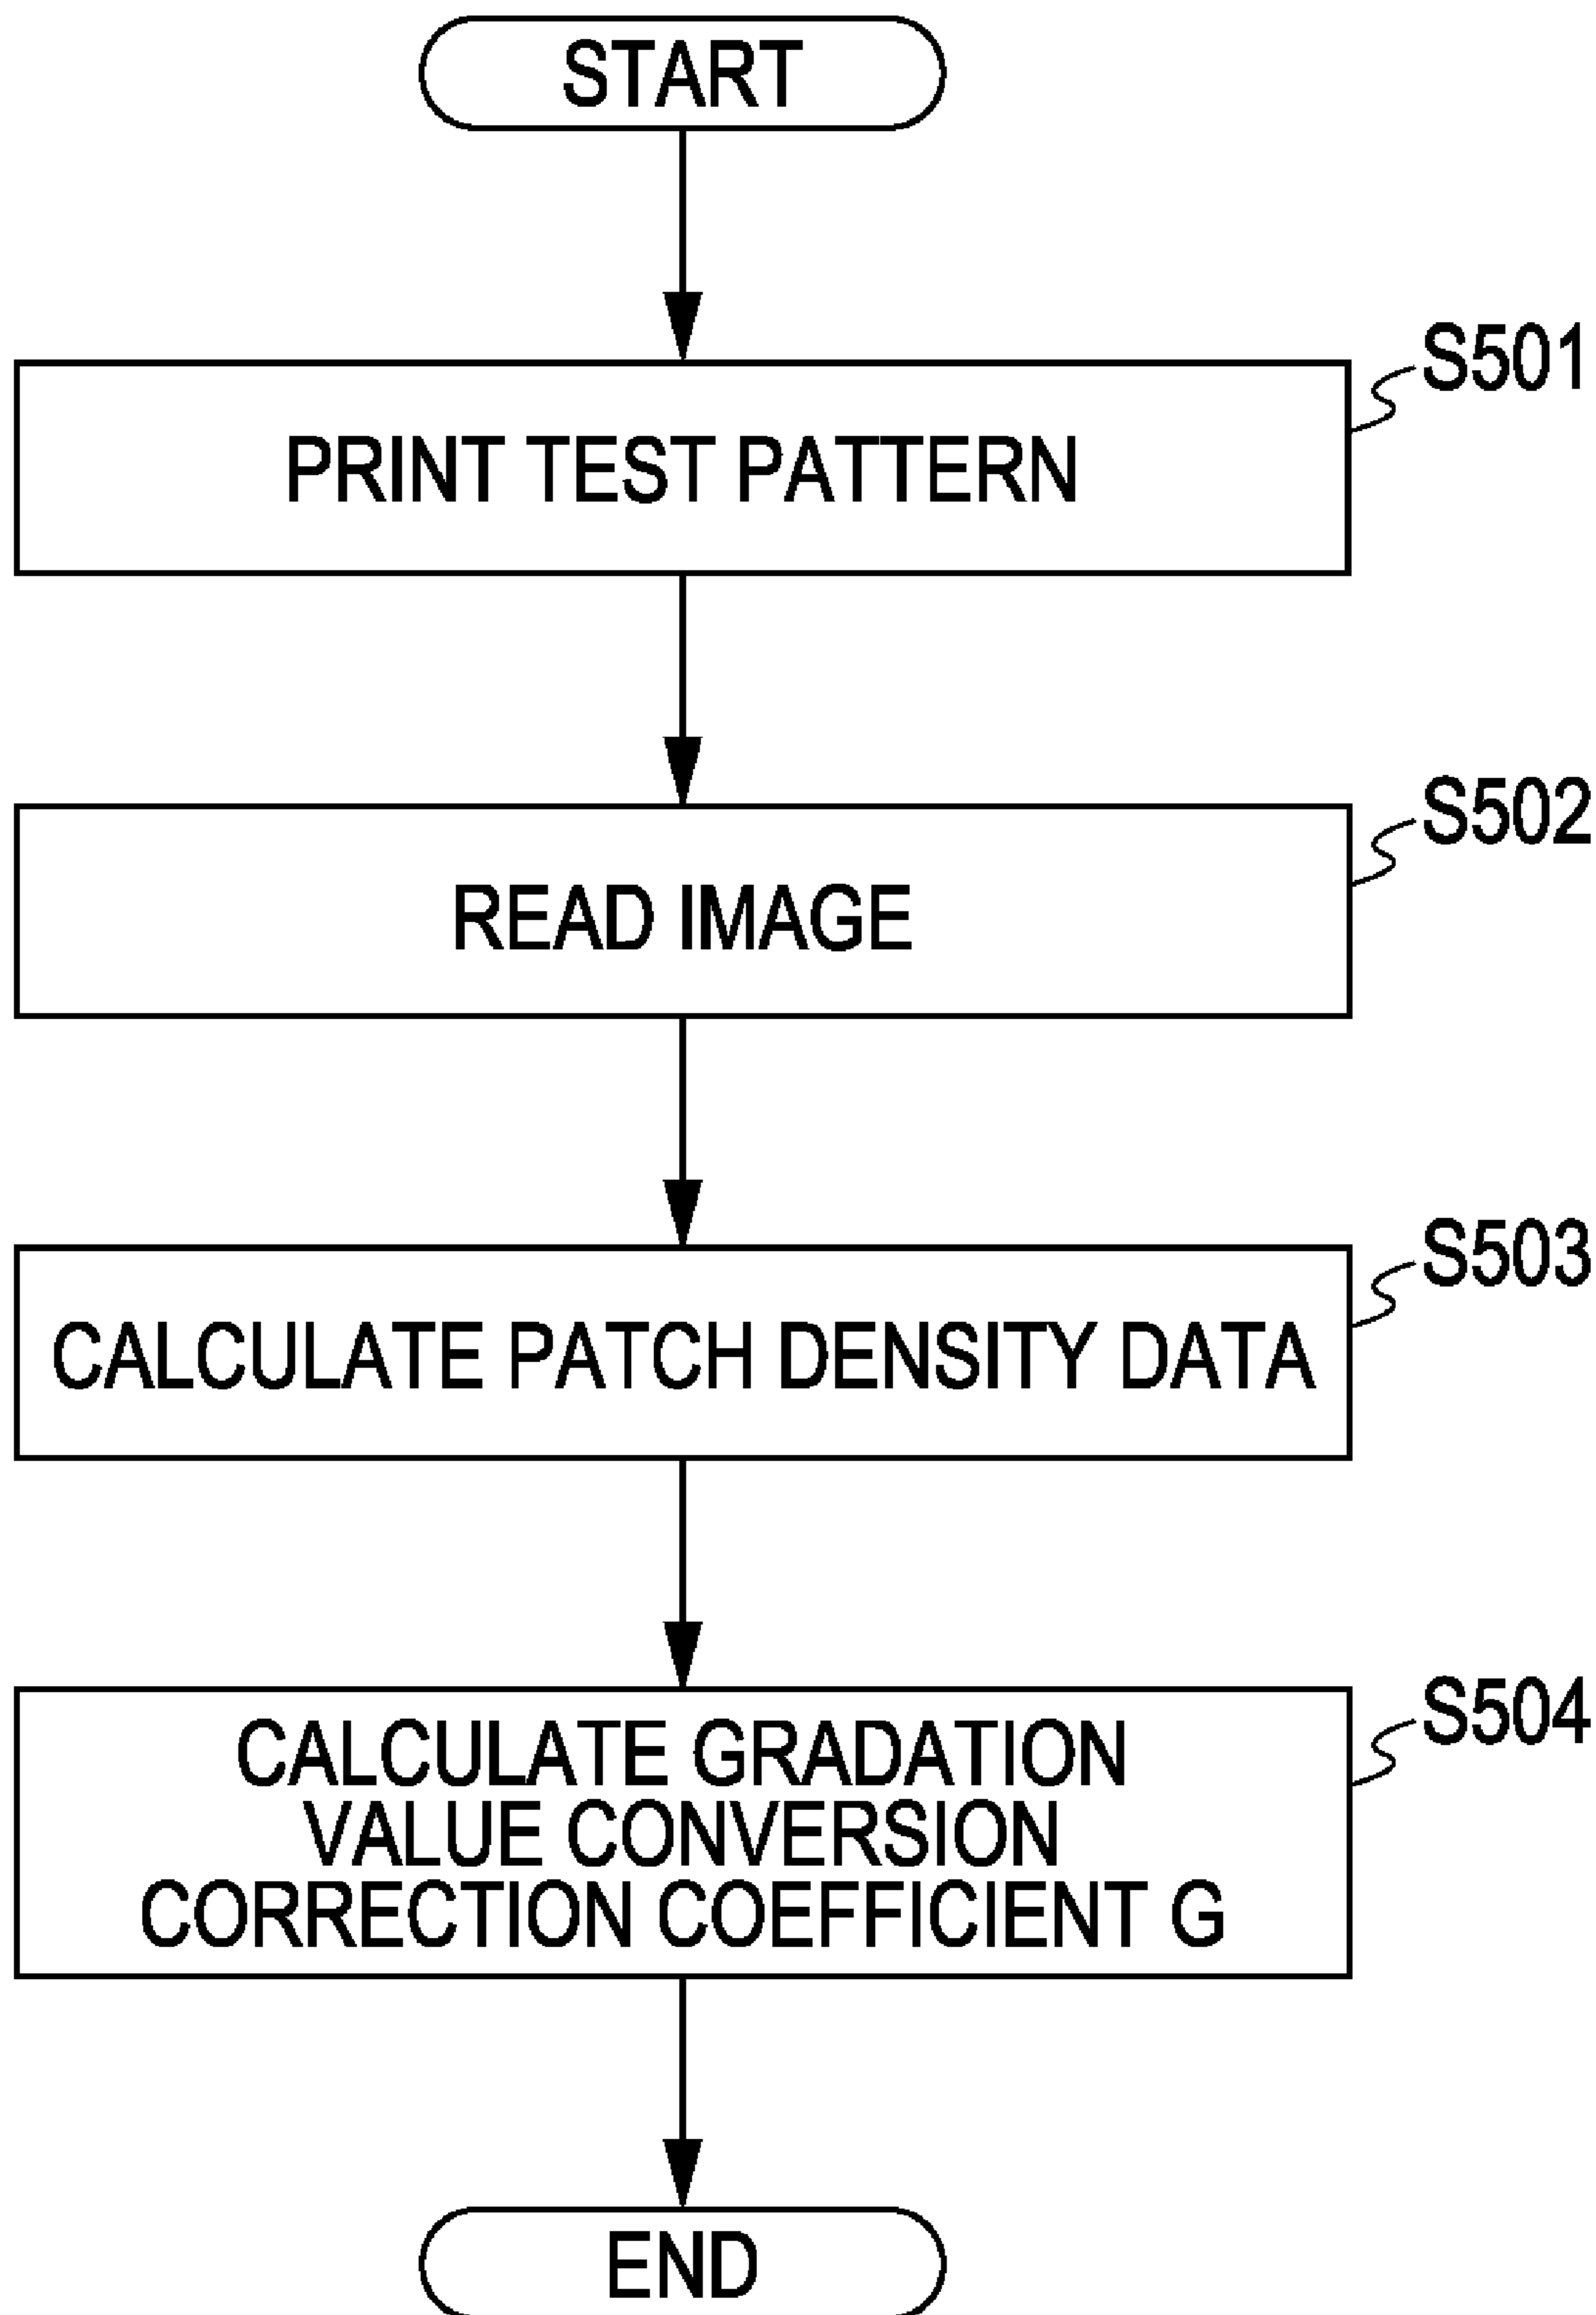 START
S501
PRINT TEST PATTERN
S502
READ IMAGE
S503
CALCULATE PATCH DENSITY DATA
S504
CALCULATE GRADATION
VALUE CONVERSION
CORRECTION COEFFICIENT G
END